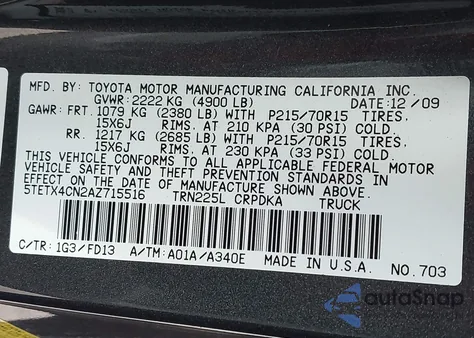 MFD. BY: TOYOTA MOTOR MANUFACTURING CALIFORNIA INC.
GVWR: 2222 KG (4900 LB) DATE: 12/09
GAWR: FRT. 1079 KG (2380 LB) WITH P215/70R15 TIRES.
15X6J RIMS. AT 210 KPA (30 PSI) COLD.
RR. 1217 KG (2685 LB) WITH P215/70R15 TIRES.
15X6J RIMS. AT 230 KPA (33 PSI) COLD.
THIS VEHICLE CONFORMS TO ALL APPLICABLE FEDERAL MOTOR
VEHICLE SAFETY AND THEFT PREVENTION STANDARDS IN
EFFECT ON THE DATE OF MANUFACTURE SHOWN ABOVE.
5TETX4CN2AZ715516 TRN225L CRPDKA TRUCK
C/TR: 1G3/FD13 A/TM: A01A/A340E MADE IN U.S.A. NO.703
autoSnap